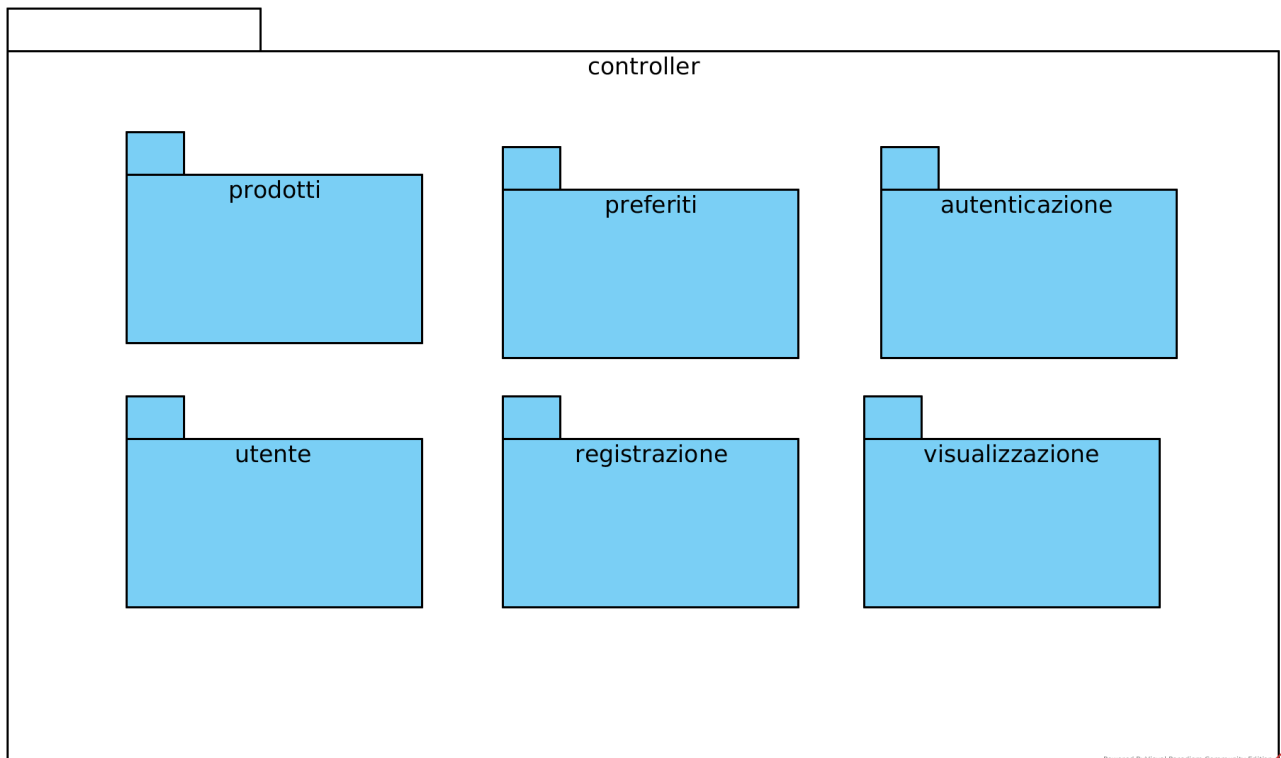 controller
prodotti
preferiti
autenticazione
utente
registrazione
visualizzazione